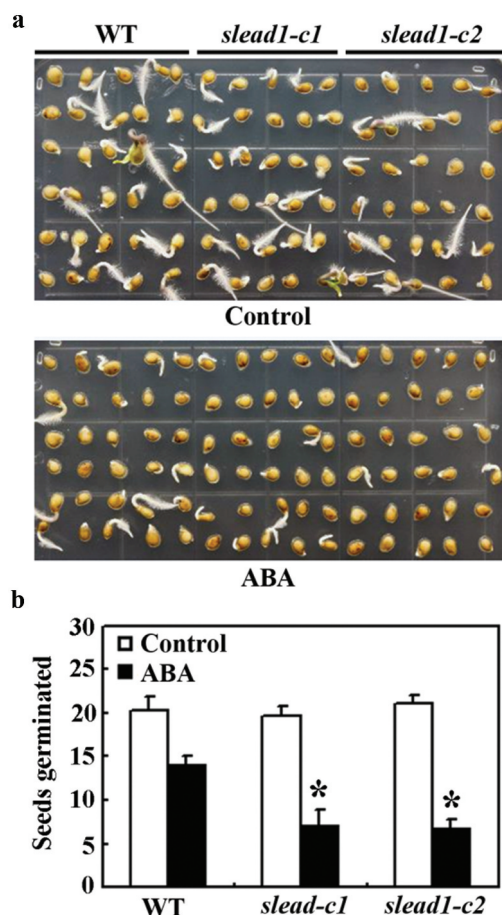 a
WT slead1-c1 slead1-c2
Control
ABA
b
Seeds germinated
30
25
20
15
10
5
0
Control
ABA
*
*
WT slead-c1 slead1-c2